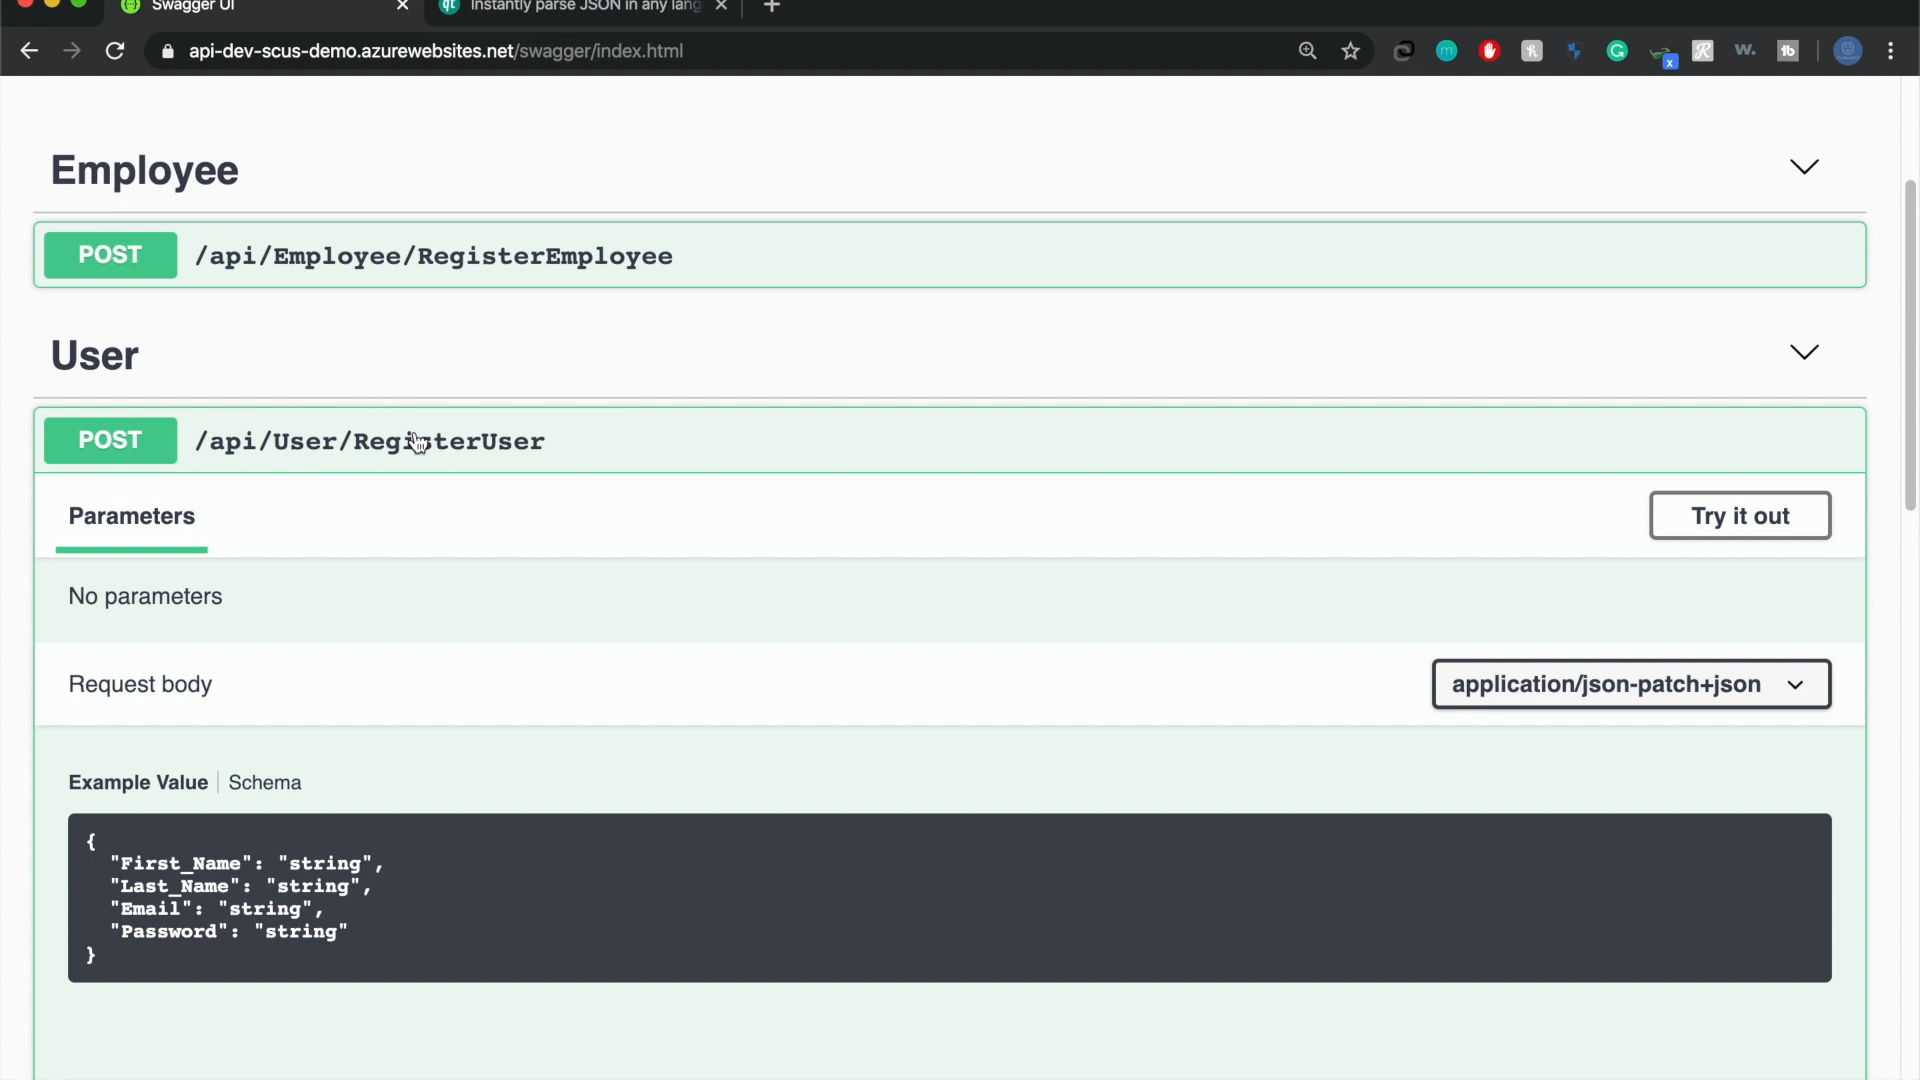 Swagger UI
Instantly parse JSON in any lang
api-dev-scus-demo.azurewebsites.net/swagger/index.html
Employee
POST /api/Employee/RegisterEmployee
User
POST /api/User/RegisterUser
Parameters
Try it out
No parameters
Request body
application/json-patch+json
Example Value | Schema
{
"First_Name": "string",
"Last_Name": "string",
"Email": "string",
"Password": "string"
}